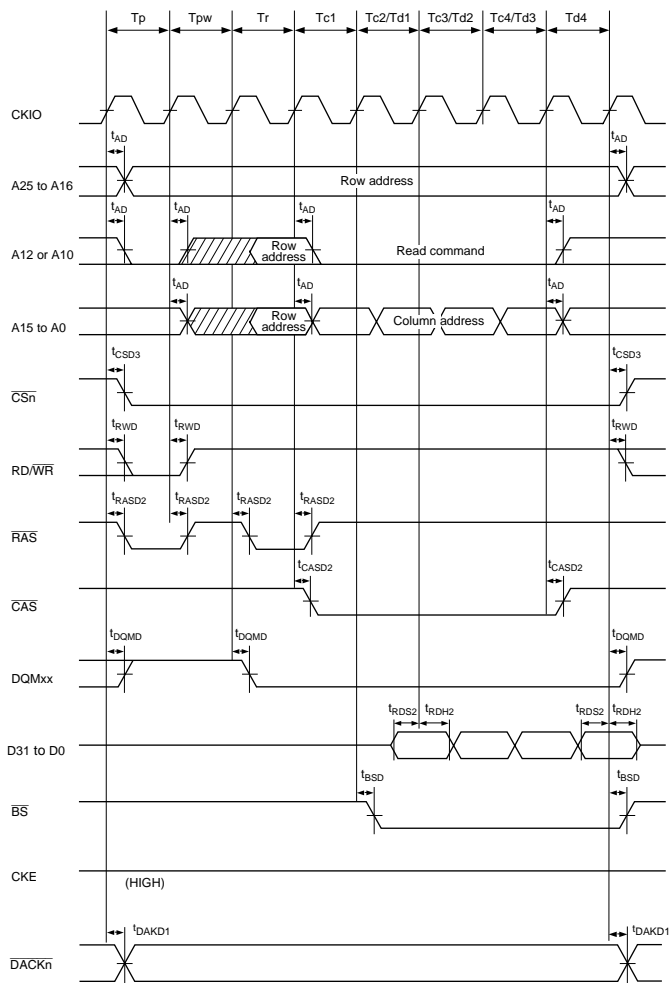 Tp Tpw Tr Tc1 Tc2/Td1 Tc3/Td2 Tc4/Td3 Td4
CKIO
tAD tAD
A25 to A16 Row address
tAD tAD tAD tAD
A12 or A10 Row address Read command
tAD tAD tAD
A15 to A0 Row address Column address
tCSD3 tCSD3
CSn
tRWD tRWD tRWD
RD/WR
tRASD2 tRASD2 tRASD2 tRASD2
RAS
tCASD2 tCASD2
CAS
tDQMD tDQMD tDQMD
DQMxx
tRDS2 tRDH2 tRDS2 tRDH2
D31 to D0
tBSD tBSD
BS
CKE
(HIGH)
tDAKD1 tDAKD1
DACKn